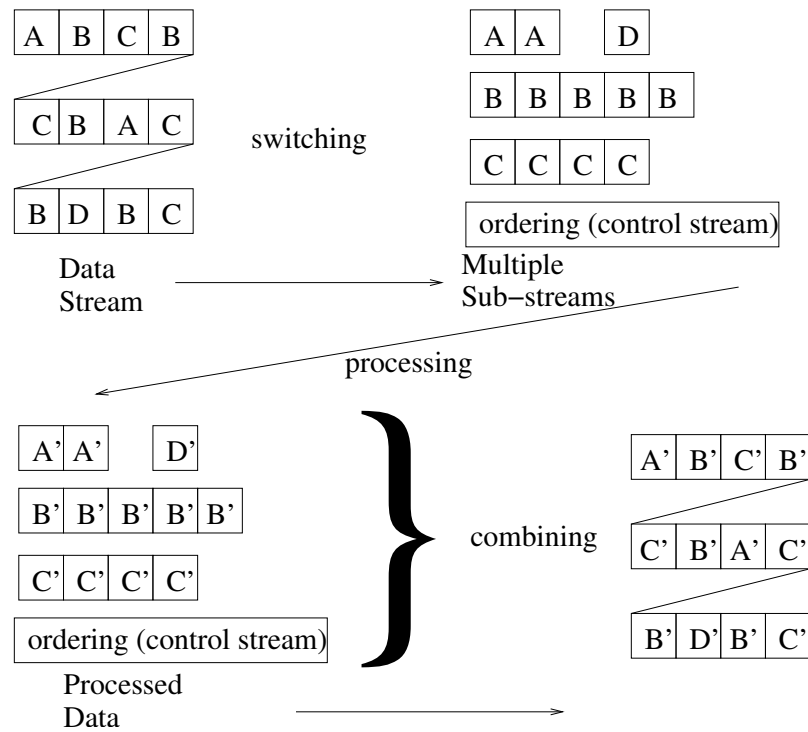 A B C B
C B A C
B D B C
Data
Stream
switching
A A D
B B B B B
C C C C
ordering (control stream)
Multiple
Sub−streams
processing
A' A' D'
B' B' B' B' B'
C' C' C' C'
ordering (control stream)
Processed
Data
combining
A' B' C' B'
C' B' A' C'
B' D' B' C'